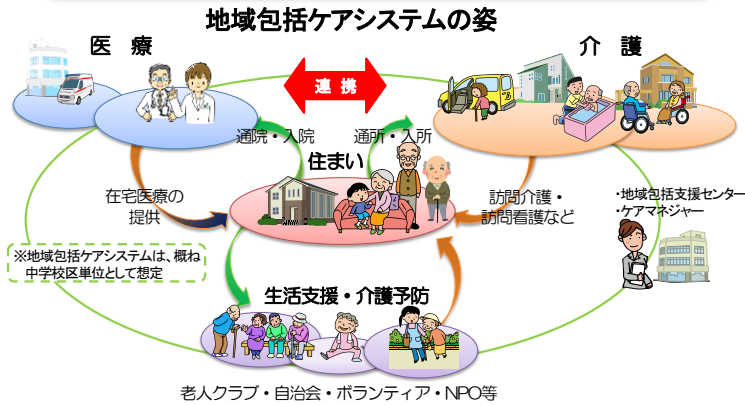 地域包括ケアシステムの姿
医 療
介 護
連 携
通院・入院
通所・入所
住まい
在宅医療の
提供
訪問介護・
訪問看護など
・地域包括支援センター
・ケアマネジャー
※地域包括ケアシステムは、概ね
中学校区単位として想定
生活支援・介護予防
老人クラブ・自治会・ボランティア・NPO等